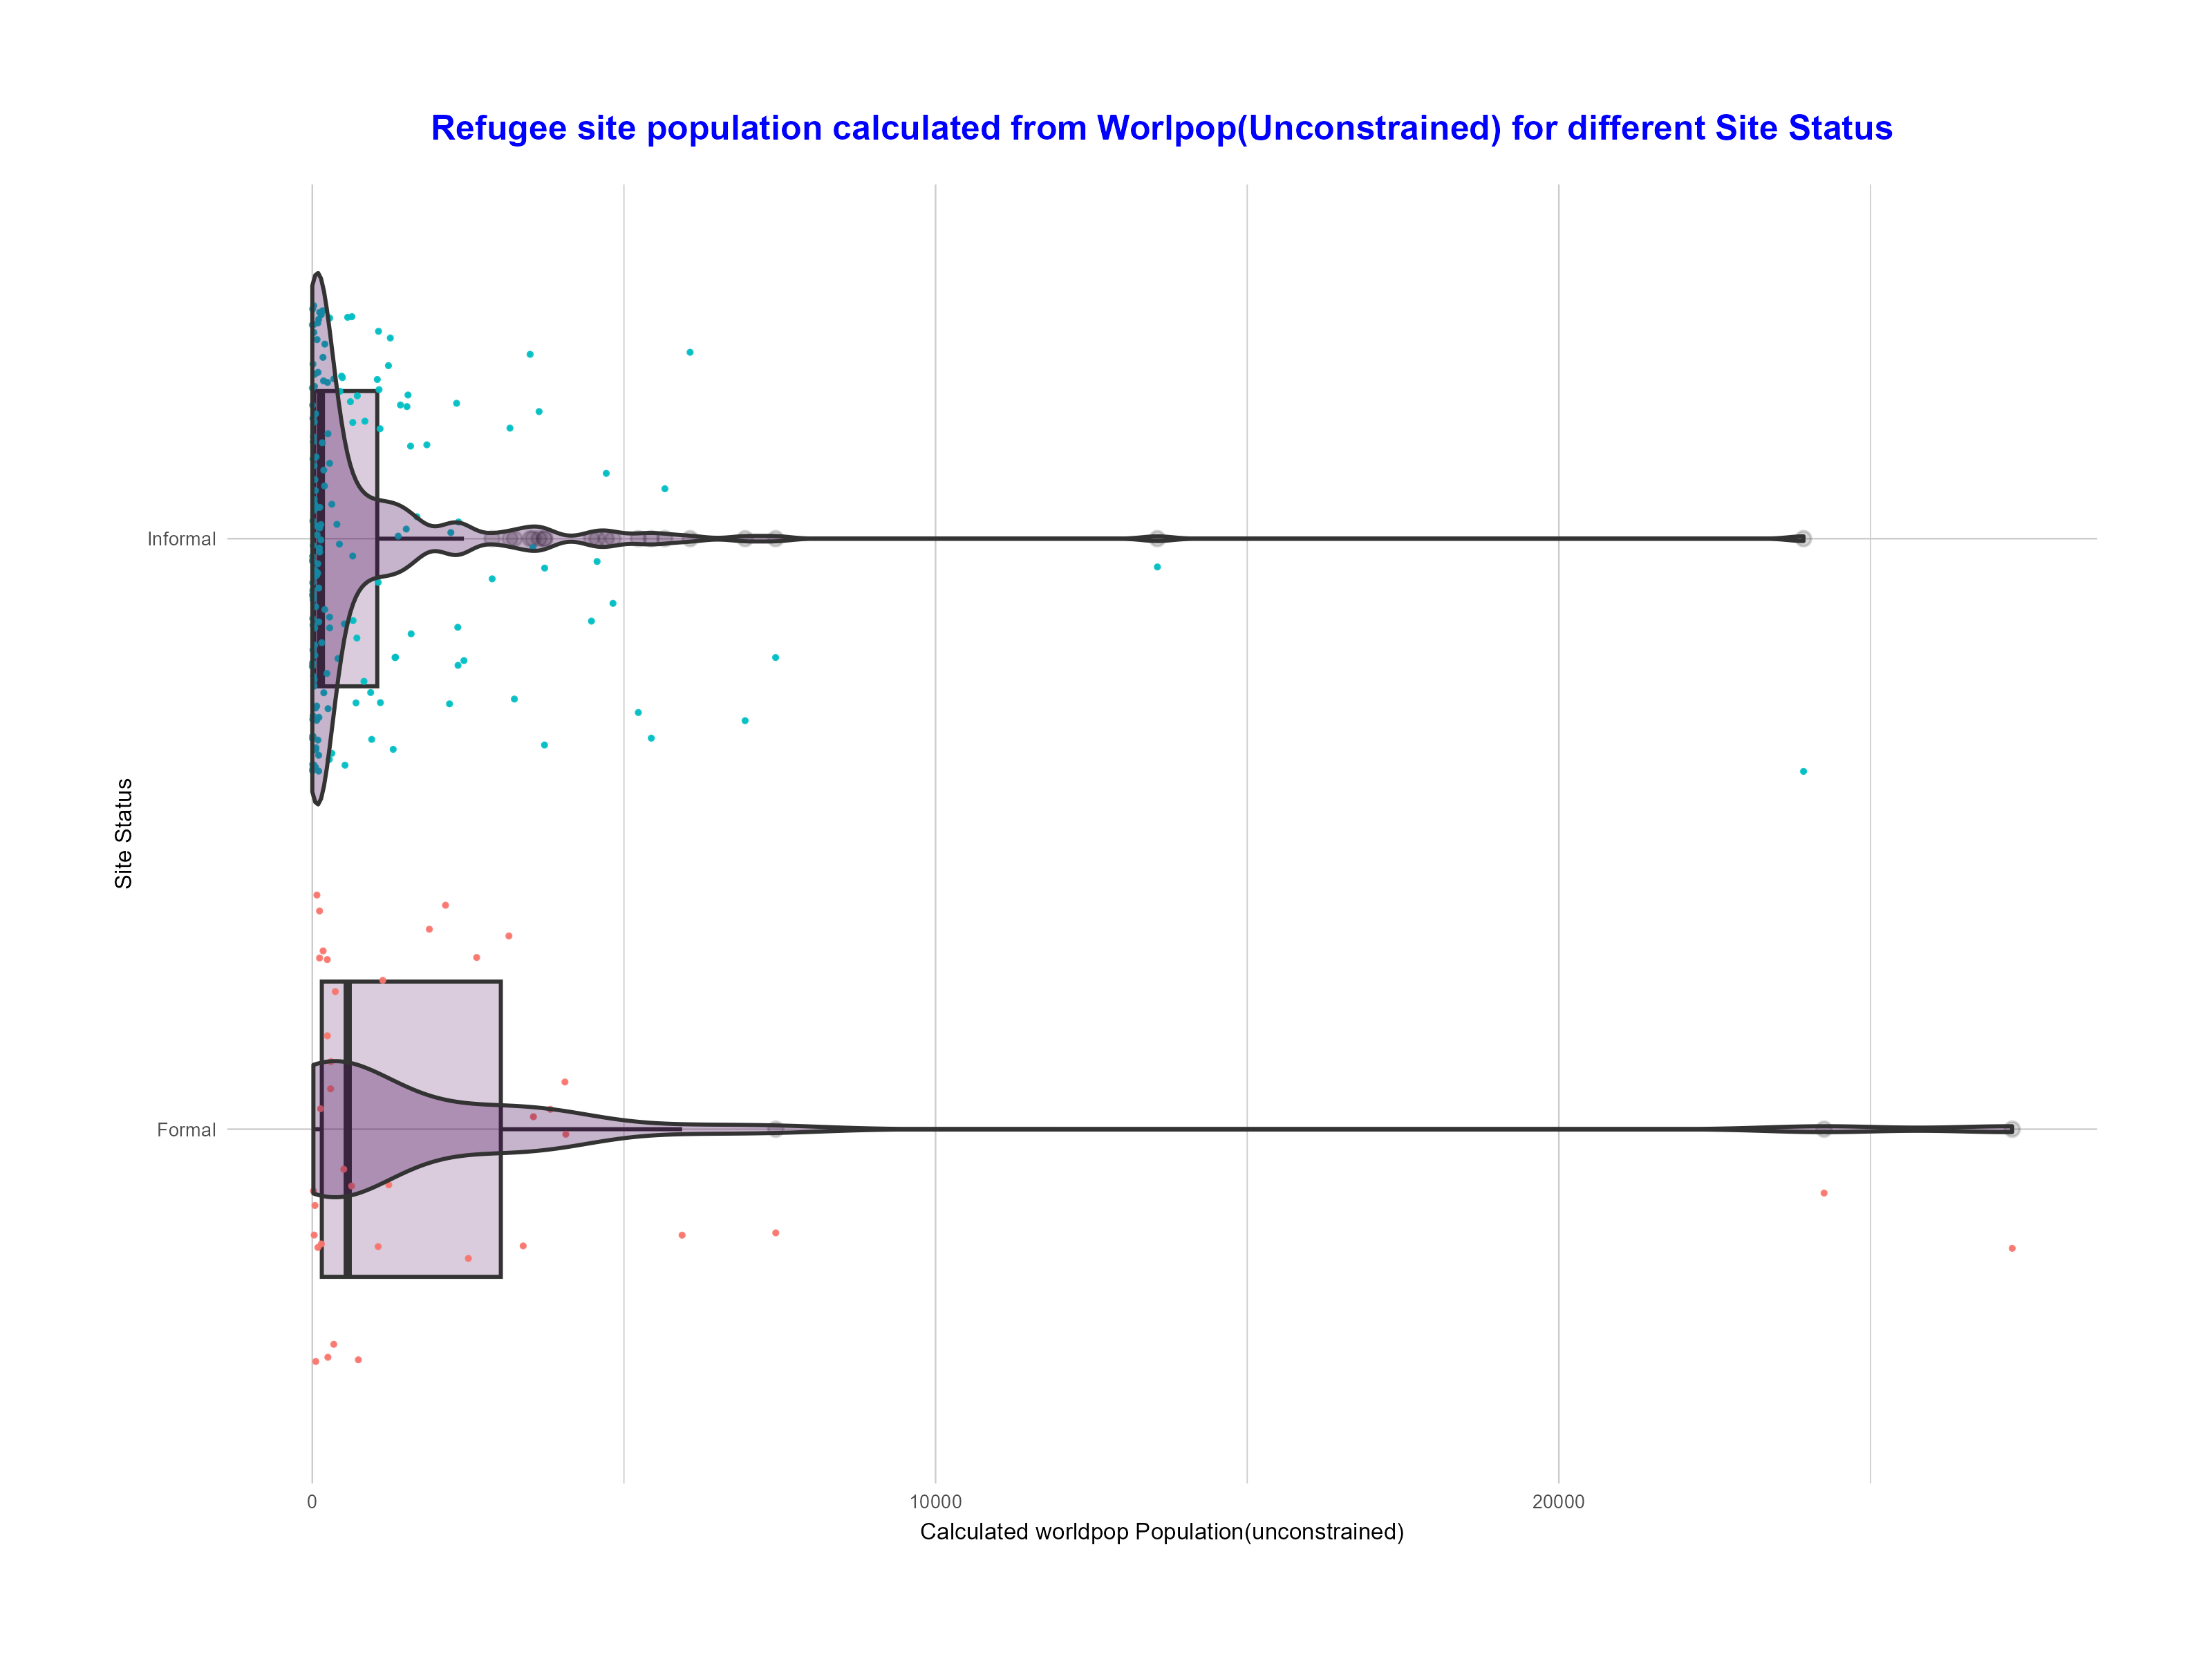 Refugee site population calculated from Worlpop(Unconstrained) for different Site Status
Informal
Site Status
Formal
0
10000
20000
Calculated worldpop Population(unconstrained)